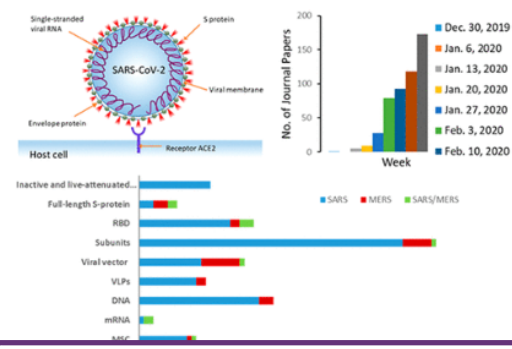 Single-stranded
viral RNA
S protein
SARS-CoV-2
Viral membrane
Envelope protein
Receptor ACE2
Host cell
No. of Journal Papers
200
150
100
50
0
Week
Dec. 30, 2019
Jan. 6, 2020
Jan. 13, 2020
Jan. 20, 2020
Jan. 27, 2020
Feb. 3, 2020
Feb. 10, 2020
SARS
MERS
SARS/MERS
Inactive and live-attenuated...
Full-length S-protein
RBD
Subunits
Viral vector
VLPs
DNA
mRNA
MSC